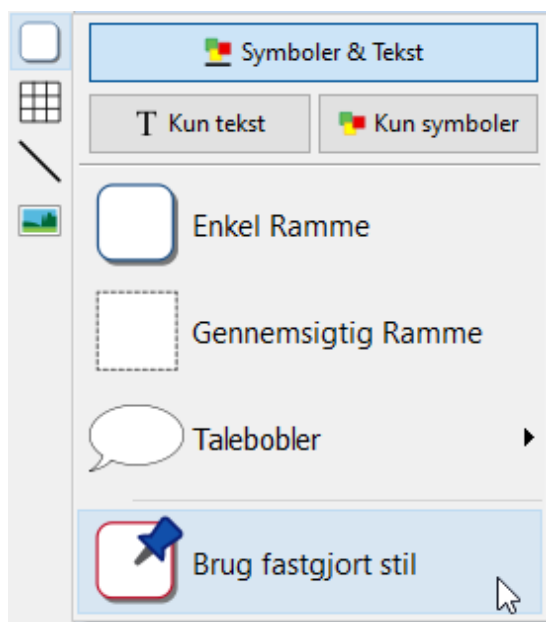 Symboler & Tekst
T Kun tekst
Kun symboler
Enkel Ramme
Gennemsigtig Ramme
Talebobler
Brug fastgjort stil